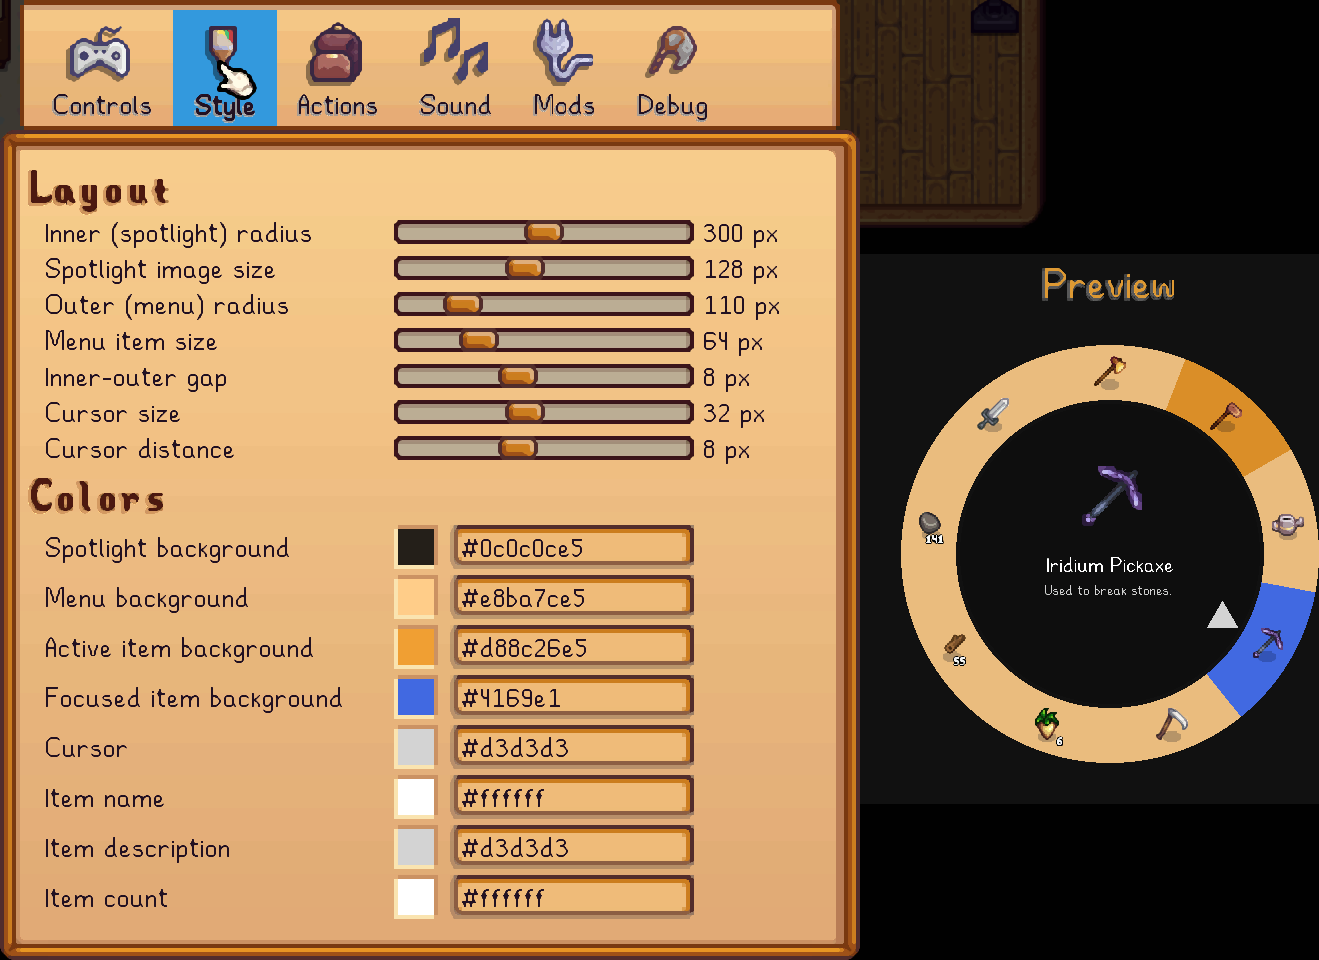 Controls Style Actions Sound Mods Debug
Layout
Inner (spotlight) radius 300 px
Spotlight image size 128 px
Outer (menu) radius 110 px
Menu item size 64 px
Inner-outer gap 8 px
Cursor size 32 px
Cursor distance 8 px
Colors
Spotlight background #0c0c0ce5
Menu background #e8ba7ce5
Active item background #d88c26e5
Focused item background #4169e1
Cursor #d3d3d3
Item name #ffffff
Item description #d3d3d3
Item count #ffffff
Preview
141
Iridium Pickaxe
Used to break stones.
55
6